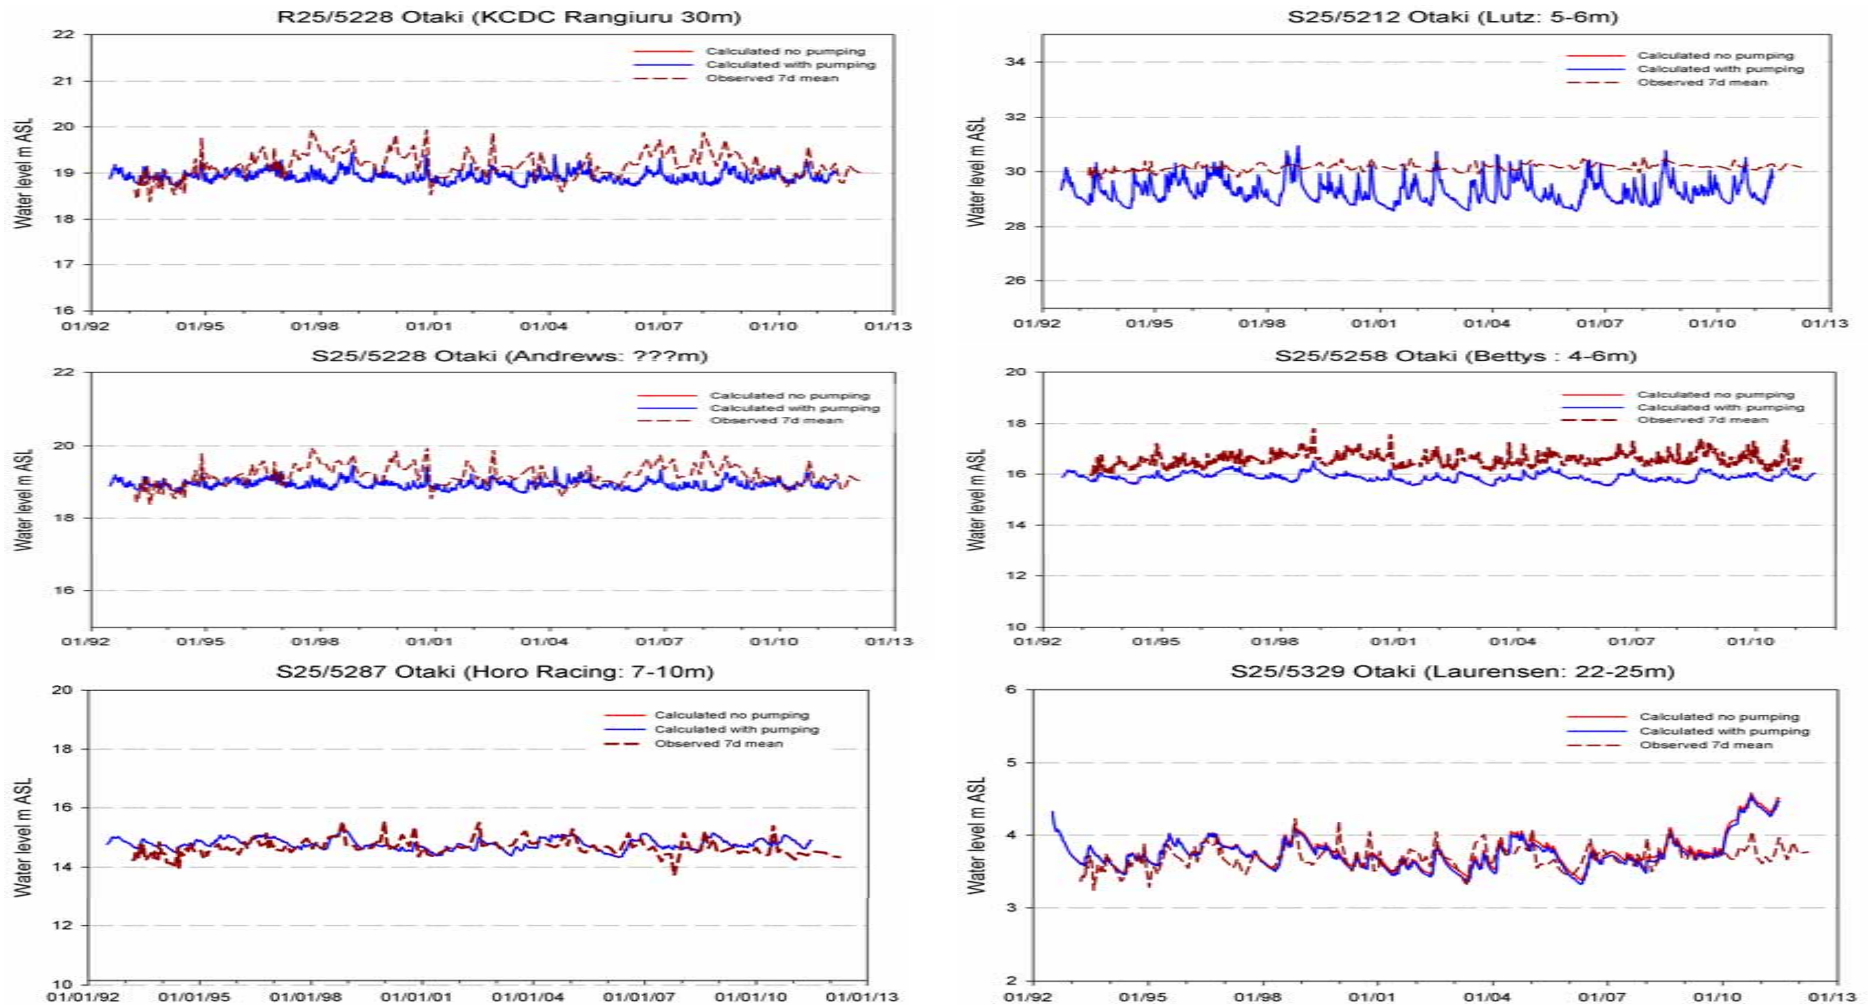 R25/5228 Otaki (KCDC Rangiuru 30m)
Water level m ASL
22
21
20
19
18
17
16
Calculated no pumping
Calculated with pumping
Observed 7d mean
01/92 01/95 01/98 01/01 01/04 01/07 01/10 01/13
S25/5212 Otaki (Lutz: 5-6m)
Water level m ASL
34
32
30
28
26
Calculated no pumping
Calculated with pumping
Observed 7d mean
01/92 01/95 01/98 01/01 01/04 01/07 01/10 01/13
S25/5228 Otaki (Andrews: ???m)
Water level m ASL
22
20
18
16
Calculated no pumping
Calculated with pumping
Observed 7d mean
01/92 01/95 01/98 01/01 01/04 01/07 01/10 01/13
S25/5258 Otaki (Bettys : 4-6m)
Water level m ASL
20
18
16
14
12
10
Calculated no pumping
Calculated with pumping
Observed 7d mean
01/92 01/95 01/98 01/01 01/04 01/07 01/10
S25/5287 Otaki (Horo Racing: 7-10m)
Water level m ASL
20
18
16
14
12
10
Calculated no pumping
Calculated with pumping
Observed 7d mean
01/01/92 01/01/95 01/01/98 01/01/01 01/01/04 01/01/07 01/01/10 01/01/13
S25/5329 Otaki (Laurensen: 22-25m)
Water level m ASL
6
5
4
3
2
Calculated no pumping
Calculated with pumping
Observed 7d mean
01/92 01/95 01/98 01/01 01/04 01/07 01/10 01/13